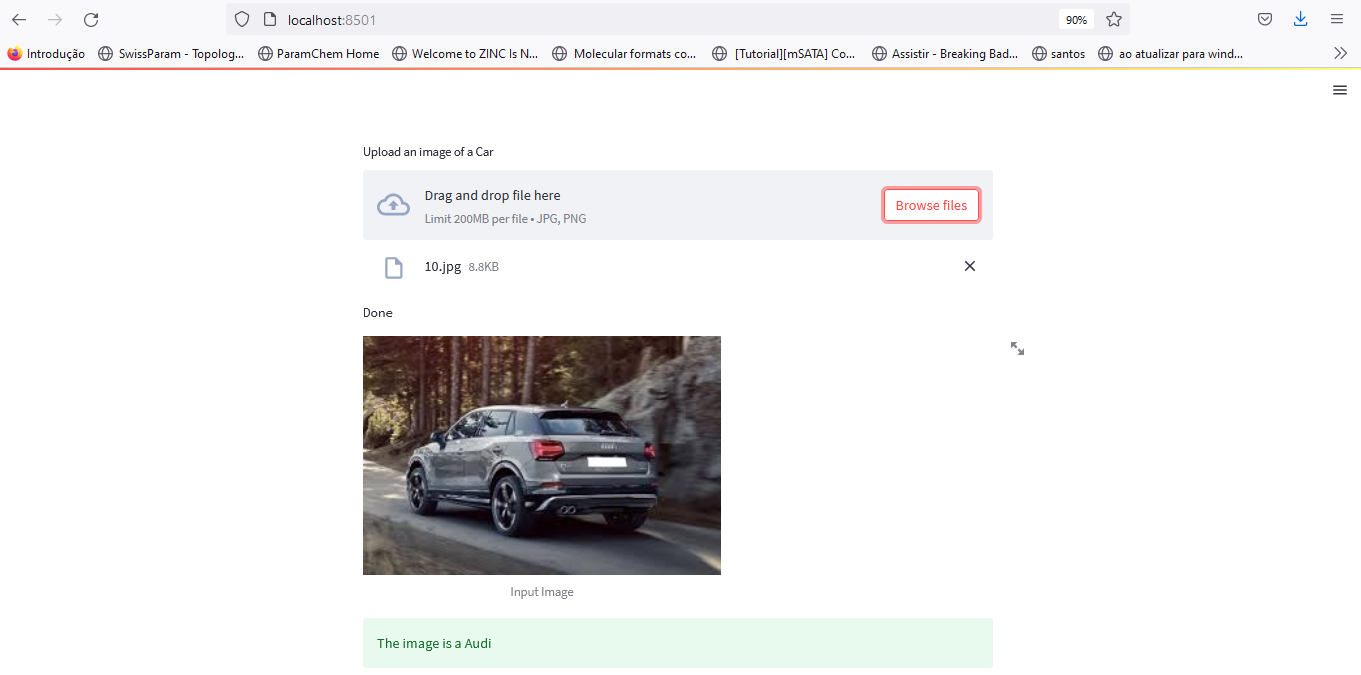 localhost:8501
90%
Introdução
SwissParam - Topolog...
ParamChem Home
Welcome to ZINC Is N...
Molecular formats co...
[Tutorial][mSATA] Co...
Assistir - Breaking Bad...
santos
ao atualizar para wind...
Upload an image of a Car
Drag and drop file here
Limit 200MB per file • JPG, PNG
Browse files
10.jpg 8.8KB
Done
Input Image
The image is a Audi